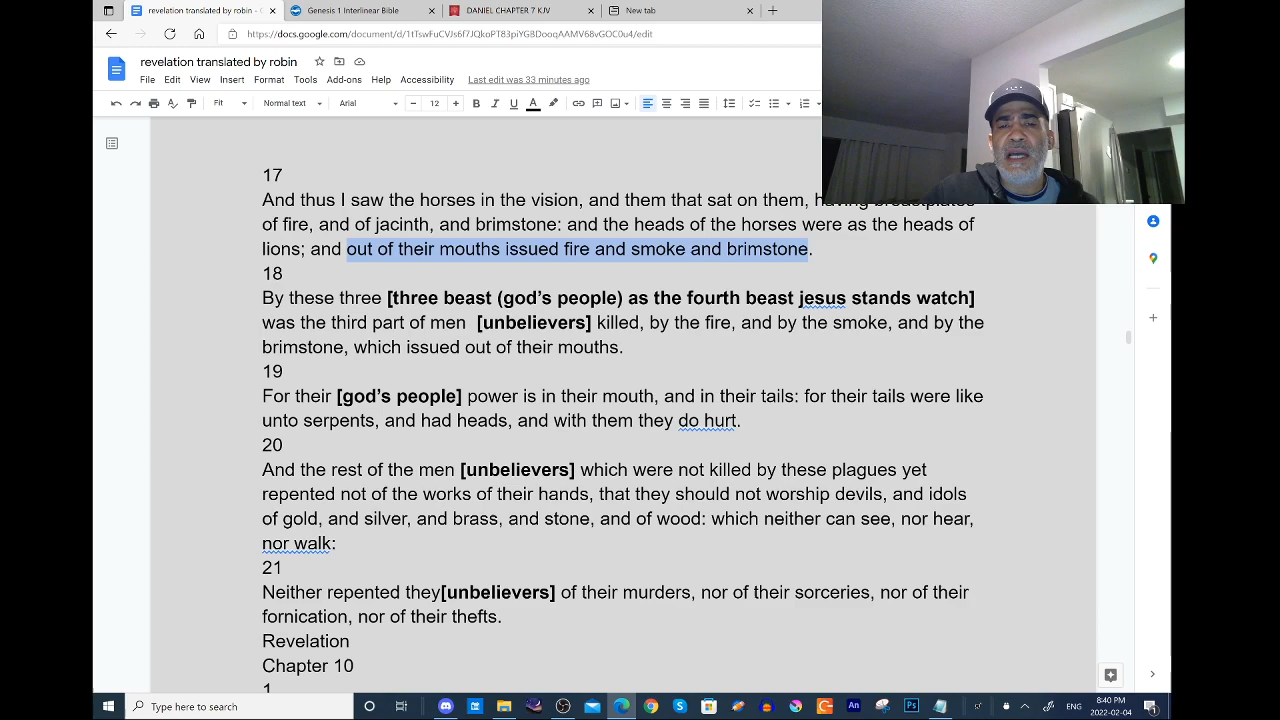 revelation translated by robin - G
Genesis 1 Interlinear Bible
DANIEL CHAPTER 7 KJV
New tab
https://docs.google.com/document/d/1tTswFuCVJs6f7JQkoPT83piYGBDooqAAMV68vGOC0u4/edit
revelation translated by robin
File Edit View Insert Format Tools Add-ons Help Accessibility Last edit was 33 minutes ago
Fit Normal text Arial 12 B I U A
17
And thus I saw the horses in the vision, and them that sat on them, having breastplates
of fire, and of jacinth, and brimstone: and the heads of the horses were as the heads of
lions; and out of their mouths issued fire and smoke and brimstone.
18
By these three [three beast (god’s people) as the fourth beast jesus stands watch]
was the third part of men [unbelievers] killed, by the fire, and by the smoke, and by the
brimstone, which issued out of their mouths.
19
For their [god’s people] power is in their mouth, and in their tails: for their tails were like
unto serpents, and had heads, and with them they do hurt.
20
And the rest of the men [unbelievers] which were not killed by these plagues yet
repented not of the works of their hands, that they should not worship devils, and idols
of gold, and silver, and brass, and stone, and of wood: which neither can see, nor hear,
nor walk:
21
Neither repented they[unbelievers] of their murders, nor of their sorceries, nor of their
fornication, nor of their thefts.
Revelation
Chapter 10
1
Type here to search
ENG
8:40 PM
2022-02-04